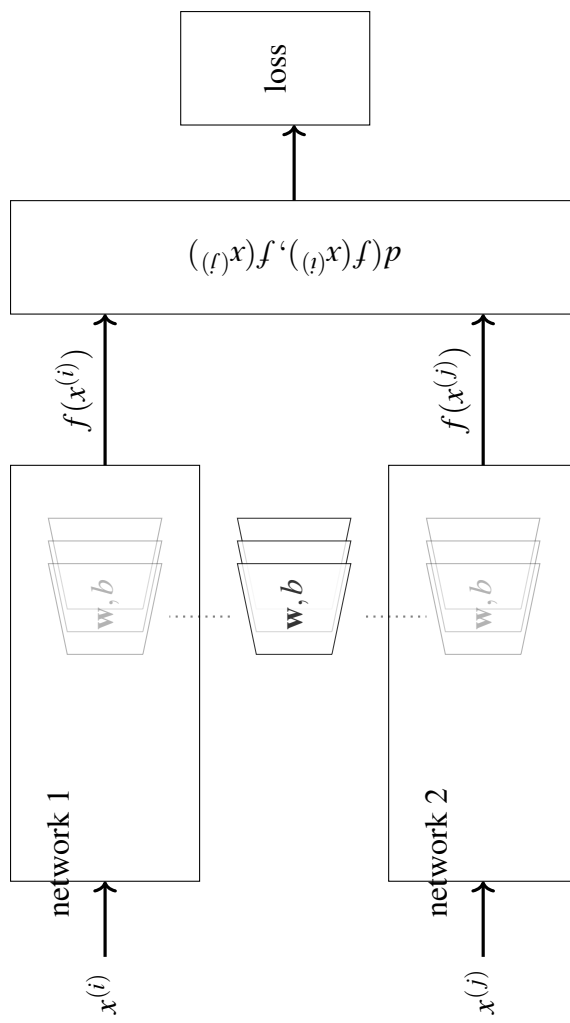 x^{(i)}
network 1
w, b
f(x^{(i)})
w, b
x^{(j)}
network 2
w, b
f(x^{(j)})
d(f(x^{(i)}), f(x^{(j)}))
loss